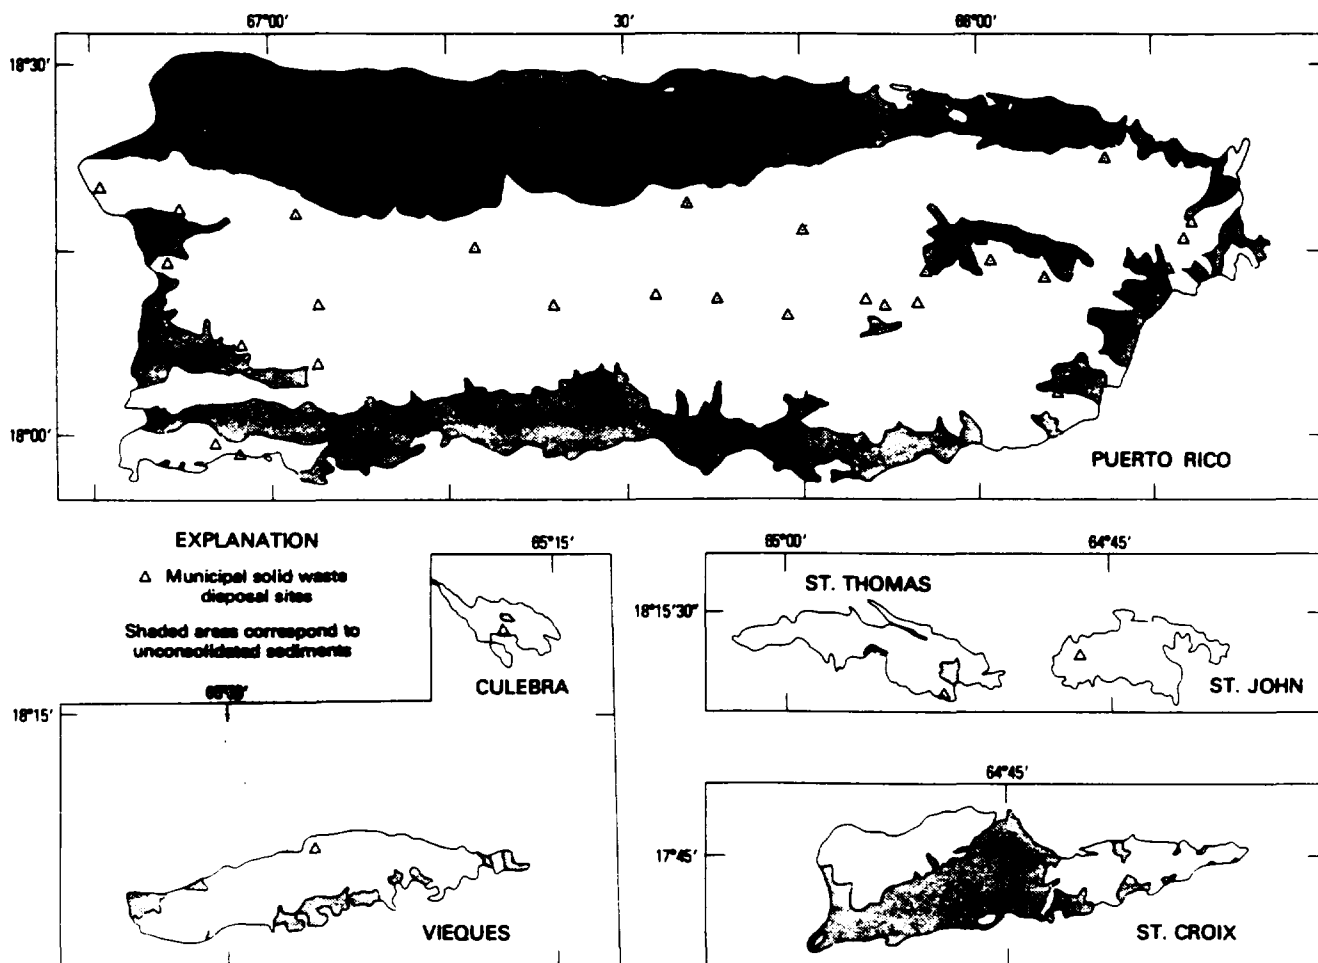 67°00' 30' 66°00'
18°30'
18°00'
PUERTO RICO
EXPLANATION
△ Municipal solid waste
disposal sites
Shaded areas correspond to
unconsolidated sediments
65°15'
CULEBRA
65°00' 64°45'
ST. THOMAS
18°15'30"
ST. JOHN
18°15'
VIEQUES
64°45'
17°45'
ST. CROIX